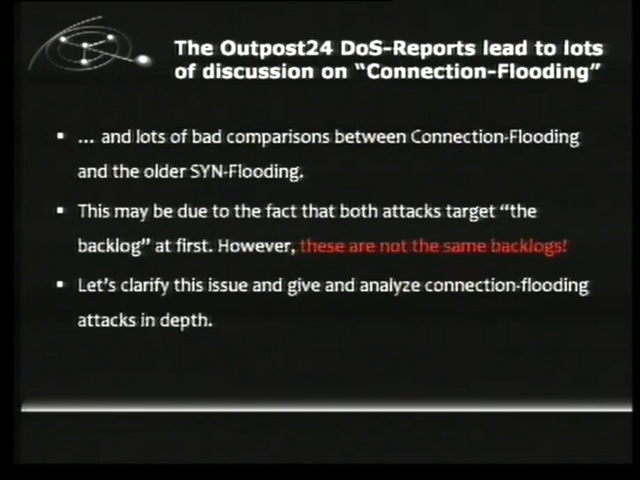 The Outpost24 DoS-Reports lead to lots
of discussion on “Connection-Flooding”
... and lots of bad comparisons between Connection-Flooding
and the older SYN-Flooding.
This may be due to the fact that both attacks target “the
backlog” at first. However, these are not the same backlogs!
Let’s clarify this issue and give and analyze connection-flooding
attacks in depth.